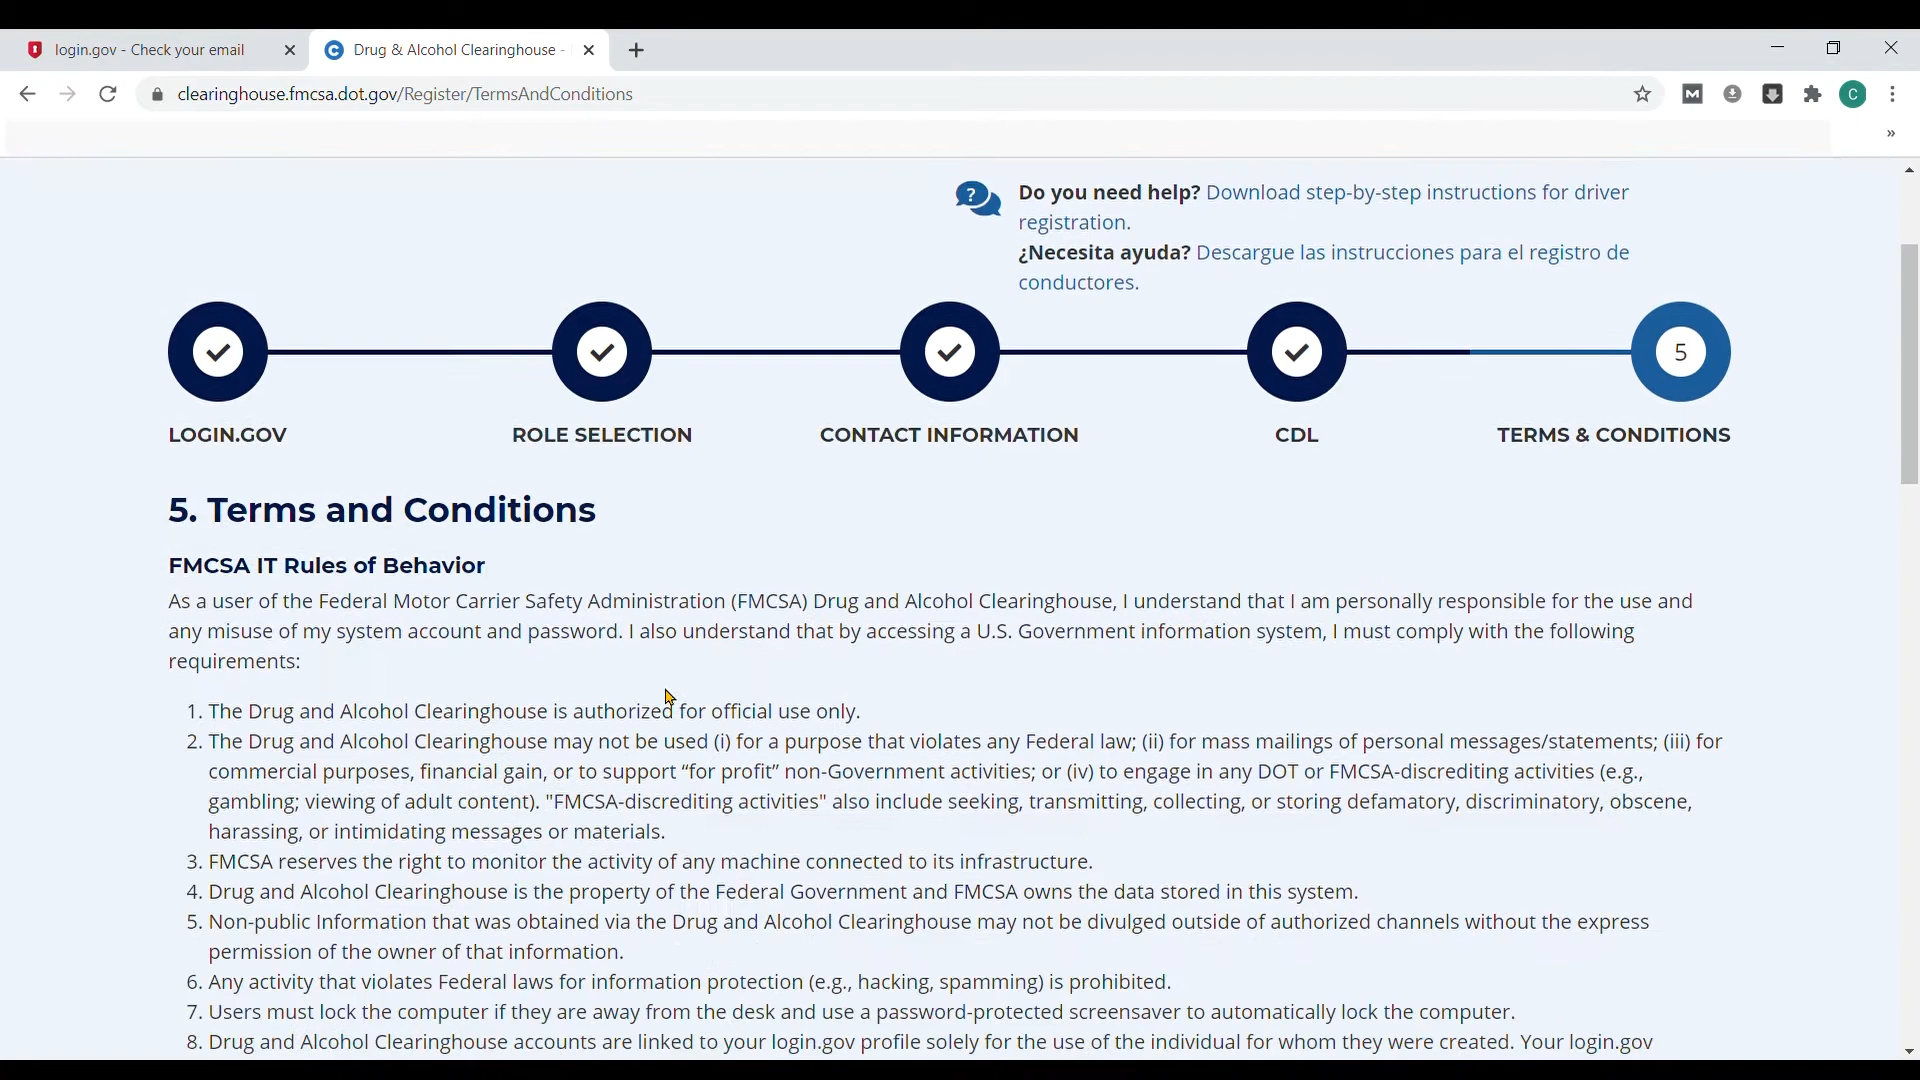 login.gov - Check your email
Drug & Alcohol Clearinghouse -
clearinghouse.fmcsa.dot.gov/Register/TermsAndConditions
M
C
»
Do you need help? Download step-by-step instructions for driver
registration.
¿Necesita ayuda? Descargue las instrucciones para el registro de
conductores.
5
LOGIN.GOV
ROLE SELECTION
CONTACT INFORMATION
CDL
TERMS & CONDITIONS
5. Terms and Conditions
FMCSA IT Rules of Behavior
As a user of the Federal Motor Carrier Safety Administration (FMCSA) Drug and Alcohol Clearinghouse, I understand that I am personally responsible for the use and
any misuse of my system account and password. I also understand that by accessing a U.S. Government information system, I must comply with the following
requirements:
1. The Drug and Alcohol Clearinghouse is authorized for official use only.
2. The Drug and Alcohol Clearinghouse may not be used (i) for a purpose that violates any Federal law; (ii) for mass mailings of personal messages/statements; (iii) for
commercial purposes, financial gain, or to support “for profit” non-Government activities; or (iv) to engage in any DOT or FMCSA-discrediting activities (e.g.,
gambling; viewing of adult content). "FMCSA-discrediting activities" also include seeking, transmitting, collecting, or storing defamatory, discriminatory, obscene,
harassing, or intimidating messages or materials.
3. FMCSA reserves the right to monitor the activity of any machine connected to its infrastructure.
4. Drug and Alcohol Clearinghouse is the property of the Federal Government and FMCSA owns the data stored in this system.
5. Non-public Information that was obtained via the Drug and Alcohol Clearinghouse may not be divulged outside of authorized channels without the express
permission of the owner of that information.
6. Any activity that violates Federal laws for information protection (e.g., hacking, spamming) is prohibited.
7. Users must lock the computer if they are away from the desk and use a password-protected screensaver to automatically lock the computer.
8. Drug and Alcohol Clearinghouse accounts are linked to your login.gov profile solely for the use of the individual for whom they were created. Your login.gov